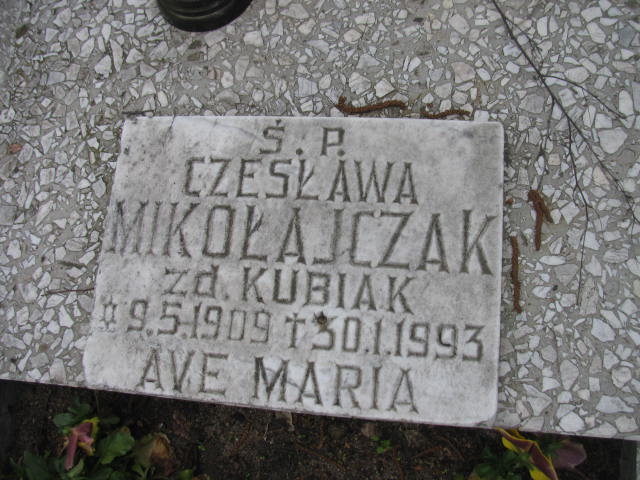 Ś. P.
CZESŁAWA
MIKOŁAJCZAK
zd. KUBIAK
¤ 9.5.1909 † 30.1.1993
AVE MARIA